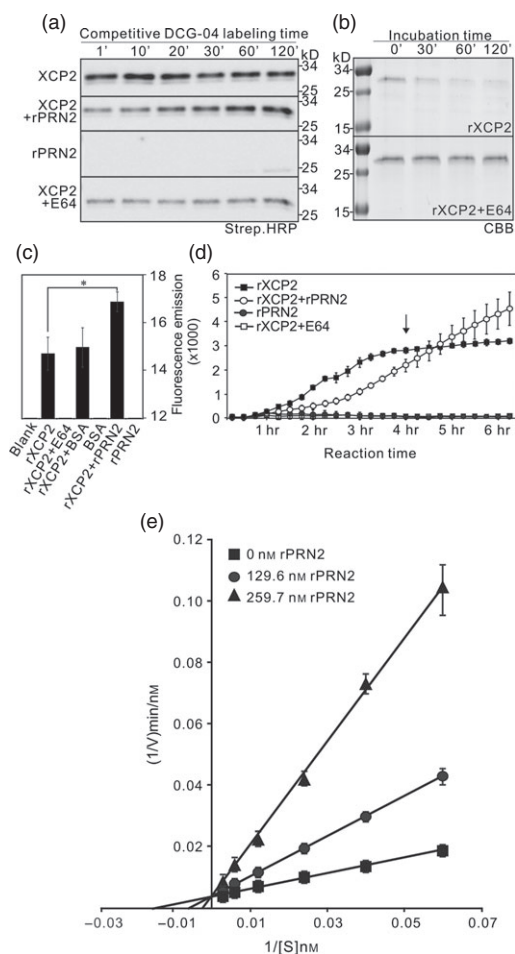 (a)
Competitive DCG-04 labeling time
1' 10' 20' 30' 60' 120'
kD
XCP2
34
25
XCP2
+rPRN2
34
25
rPRN2
34
25
XCP2
+E64
34
25
Strep.HRP
(b)
Incubation time
kD 0' 30' 60' 120'
34
25
15
rXCP2
34
25
15
rXCP2+E64
CBB
(c)
*
18
16
14
12
Fluorescence emission
(x1000)
Blank
rXCP2
rXCP2+E64
rXCP2+BSA
BSA
rXCP2+rPRN2
rPRN2
(d)
rXCP2
rXCP2+rPRN2
rPRN2
rXCP2+E64
6
5
4
3
2
1
0
1 hr 2 hr 3 hr 4 hr 5 hr 6 hr
Reaction time
(e)
0 nM rPRN2
129.6 nM rPRN2
259.7 nM rPRN2
0.12
0.10
0.08
0.06
0.04
0.02
(1/V)min/nM
−0.03 −0.01 0.01 0.03 0.05 0.07
1/[S]nM